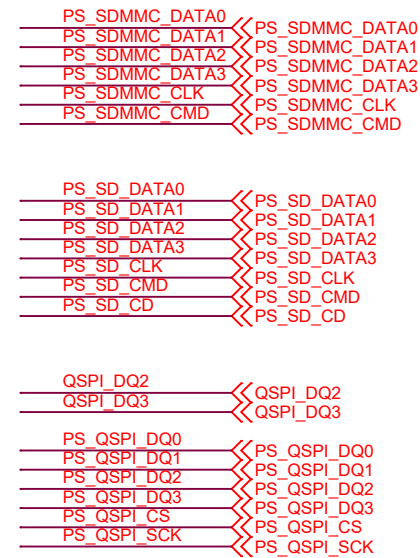 PS_SDMMC_DATA0 PS_SDMMC_DATA0
PS_SDMMC_DATA1 PS_SDMMC_DATA1
PS_SDMMC_DATA2 PS_SDMMC_DATA2
PS_SDMMC_DATA3 PS_SDMMC_DATA3
PS_SDMMC_CLK PS_SDMMC_CLK
PS_SDMMC_CMD PS_SDMMC_CMD
PS_SD_DATA0 PS_SD_DATA0
PS_SD_DATA1 PS_SD_DATA1
PS_SD_DATA2 PS_SD_DATA2
PS_SD_DATA3 PS_SD_DATA3
PS_SD_CLK PS_SD_CLK
PS_SD_CMD PS_SD_CMD
PS_SD_CD PS_SD_CD
QSPI_DQ2 QSPI_DQ2
QSPI_DQ3 QSPI_DQ3
PS_QSPI_DQ0 PS_QSPI_DQ0
PS_QSPI_DQ1 PS_QSPI_DQ1
PS_QSPI_DQ2 PS_QSPI_DQ2
PS_QSPI_DQ3 PS_QSPI_DQ3
PS_QSPI_CS PS_QSPI_CS
PS_QSPI_SCK PS_QSPI_SCK